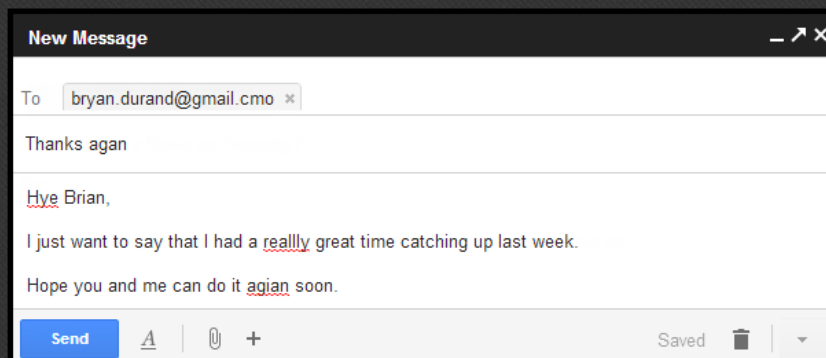 New Message
To bryan.durand@gmail.cmo
Thanks agan
Hye Brian,
I just want to say that I had a reallly great time catching up last week.
Hope you and me can do it agian soon.
Send A Saved